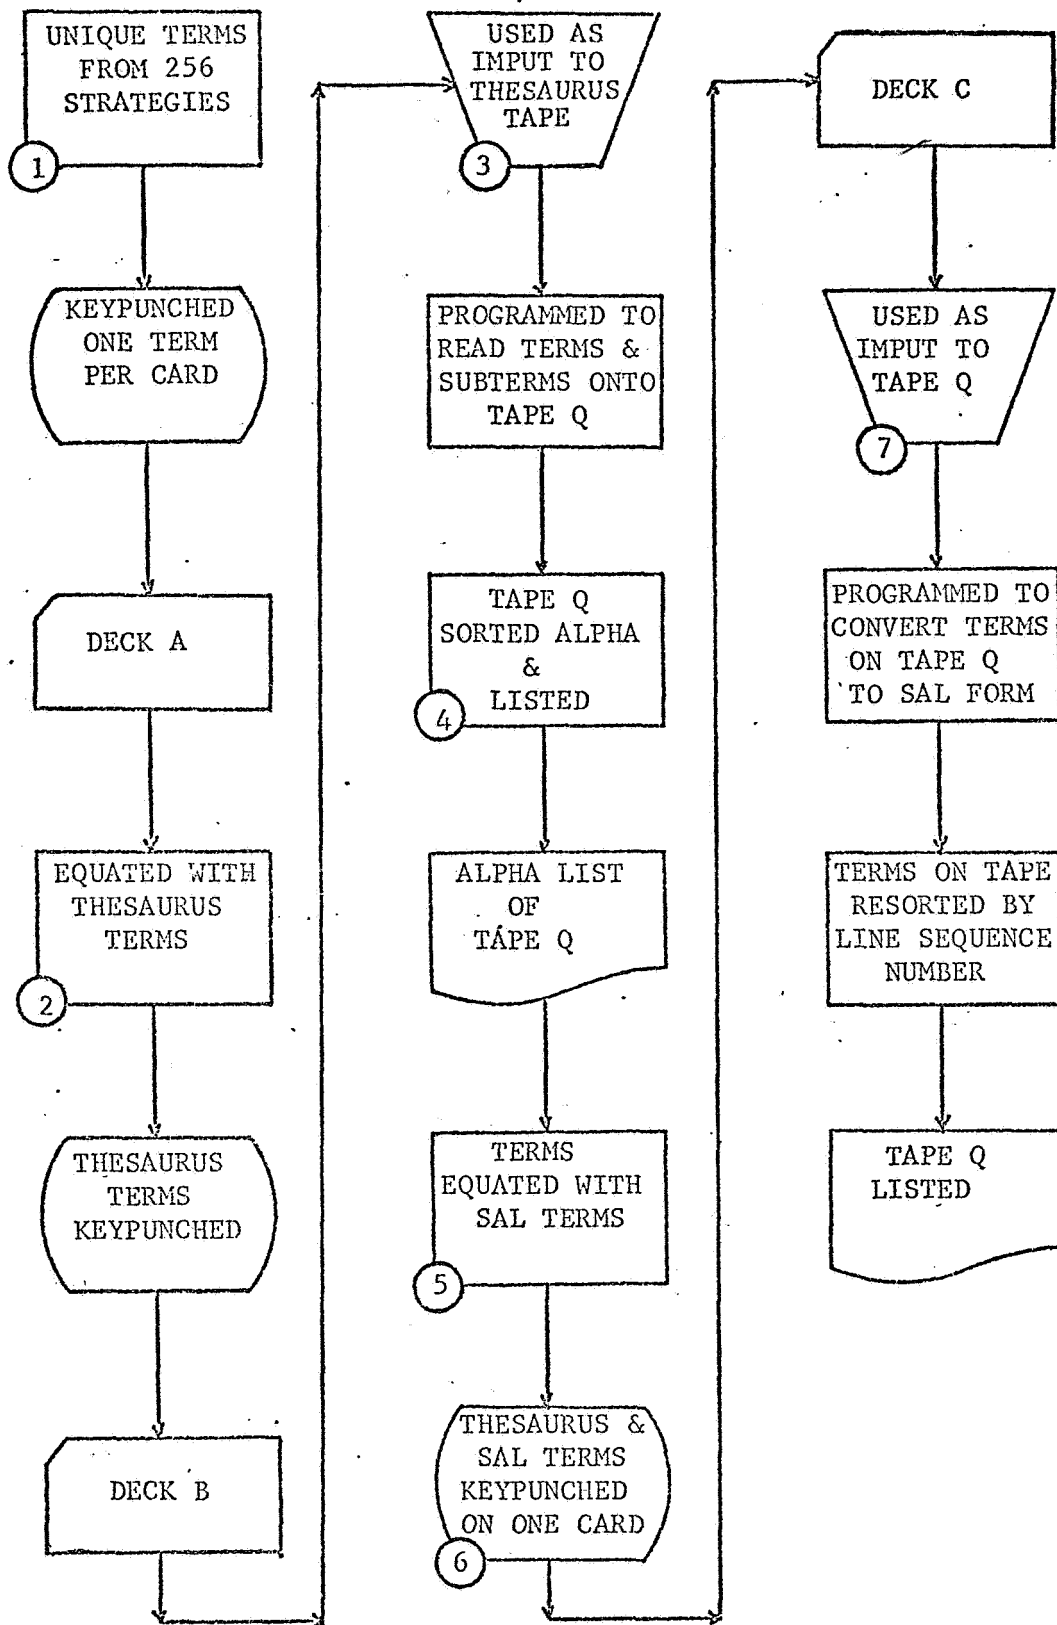 UNIQUE TERMS
FROM 256
STRATEGIES
1
KEYPUNCHED
ONE TERM
PER CARD
DECK A
EQUATED WITH
THESAURUS
TERMS
2
THESAURUS
TERMS
KEYPUNCHED
DECK B
USED AS
IMPUT TO
THESAURUS
TAPE
3
PROGRAMMED TO
READ TERMS &
SUBTERMS ONTO
TAPE Q
TAPE Q
SORTED ALPHA
&
LISTED
4
ALPHA LIST
OF
TAPE Q
TERMS
EQUATED WITH
SAL TERMS
5
THESAURUS &
SAL TERMS
KEYPUNCHED
ON ONE CARD
6
DECK C
USED AS
IMPUT TO
TAPE Q
7
PROGRAMMED TO
CONVERT TERMS
ON TAPE Q
TO SAL FORM
TERMS ON TAPE
RESORTED BY
LINE SEQUENCE
NUMBER
TAPE Q
LISTED